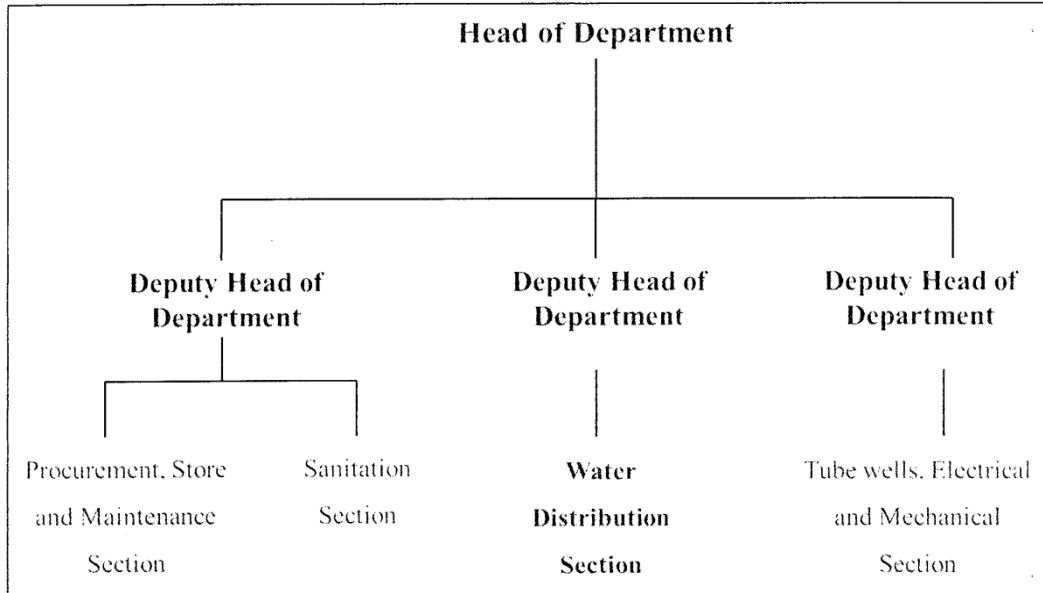 Head of Department
Deputy Head of
Department
Deputy Head of
Department
Deputy Head of
Department
Procurement, Store
and Maintenance
Section
Sanitation
Section
Water
Distribution
Section
Tube wells, Electrical
and Mechanical
Section